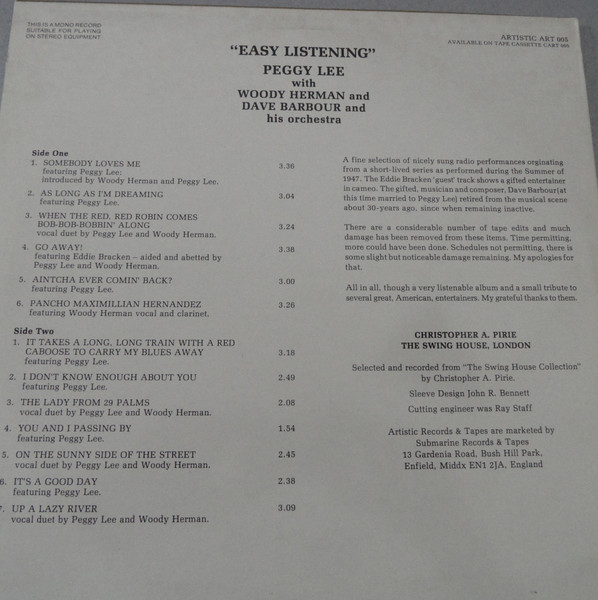 THIS IS A MONO RECORD
SUITABLE FOR PLAYING
ON STEREO EQUIPMENT
ARTISTIC ART 005
AVAILABLE ON TAPE CASSETTE CART 005
"EASY LISTENING"
PEGGY LEE
with
WOODY HERMAN and
DAVE BARBOUR and
his orchestra
Side One
1. SOMEBODY LOVES ME 3.36
featuring Peggy Lee:
introduced by Woody Herman and Peggy Lee.
2. AS LONG AS I'M DREAMING 3.04
featuring Peggy Lee.
3. WHEN THE RED, RED ROBIN COMES
BOB-BOB-BOBBIN' ALONG 3.24
vocal duet by Peggy Lee and Woody Herman.
4. GO AWAY! 3.38
featuring Eddie Bracken – aided and abetted by
Peggy Lee and Woody Herman.
5. AINTCHA EVER COMIN' BACK? 3.00
featuring Peggy Lee.
6. PANCHO MAXIMILLIAN HERNANDEZ 3.26
featuring Woody Herman vocal and clarinet.
Side Two
1. IT TAKES A LONG, LONG TRAIN WITH A RED
CABOOSE TO CARRY MY BLUES AWAY 3.18
featuring Peggy Lee.
2. I DON'T KNOW ENOUGH ABOUT YOU 2.49
featuring Peggy Lee.
3. THE LADY FROM 29 PALMS 2.08
vocal duet by Peggy Lee and Woody Herman.
4. YOU AND I PASSING BY 1.54
featuring Peggy Lee.
5. ON THE SUNNY SIDE OF THE STREET 2.45
vocal duet by Peggy Lee and Woody Herman.
6. IT'S A GOOD DAY 2.38
featuring Peggy Lee.
7. UP A LAZY RIVER 3.09
vocal duet by Peggy Lee and Woody Herman.
A fine selection of nicely sung radio performances orginating
from a short-lived series as performed during the Summer of
1947. The Eddie Bracken 'guest' track shows a gifted entertainer
in cameo. The gifted, musician and composer, Dave Barbour(at
this time married to Peggy Lee) retired from the musical scene
about 30-years ago, since when remaining inactive.
There are a considerable number of tape edits and much
damage has been removed from these items. Time permitting,
more could have been done. Schedules not permitting, there is
some slight but noticeable damage remaining. My apologies for
that.
All in all, though a very listenable album and a small tribute to
several great, American, entertainers. My grateful thanks to them.
CHRISTOPHER A. PIRIE
THE SWING HOUSE, LONDON
Selected and recorded from "The Swing House Collection"
by Christopher A. Pirie.
Sleeve Design John R. Bennett
Cutting engineer was Ray Staff
Artistic Records & Tapes are marketed by
Submarine Records & Tapes
13 Gardenia Road, Bush Hill Park,
Enfield, Middx EN1 2JA, England